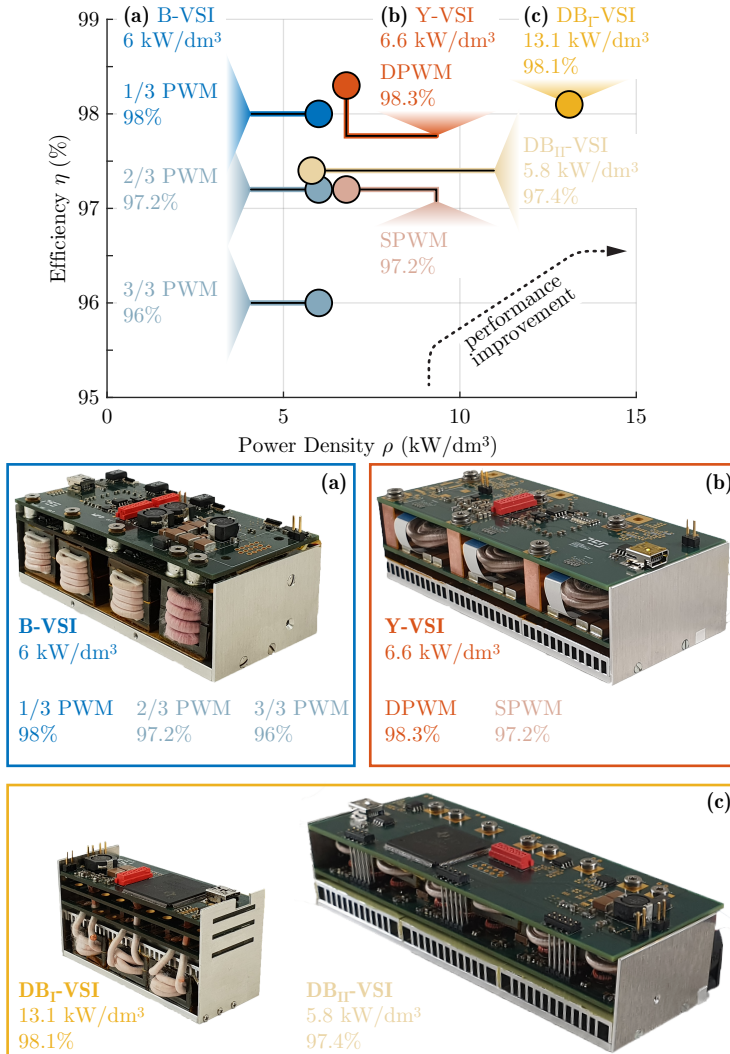 (a) B-VSI
6 kW/dm³
(b) Y-VSI
6.6 kW/dm³
(c) DB_I-VSI
13.1 kW/dm³
98.1%
DPWM
98.3%
1/3 PWM
98%
DB_II-VSI
5.8 kW/dm³
97.4%
2/3 PWM
97.2%
SPWM
97.2%
3/3 PWM
96%
performance
improvement
99
98
97
96
95
Efficiency η (%)
0
5
10
15
Power Density ρ (kW/dm³)
(a)
B-VSI
6 kW/dm³
1/3 PWM 2/3 PWM 3/3 PWM
98% 97.2% 96%
(b)
Y-VSI
6.6 kW/dm³
DPWM SPWM
98.3% 97.2%
(c)
DB_I-VSI
13.1 kW/dm³
98.1%
DB_II-VSI
5.8 kW/dm³
97.4%